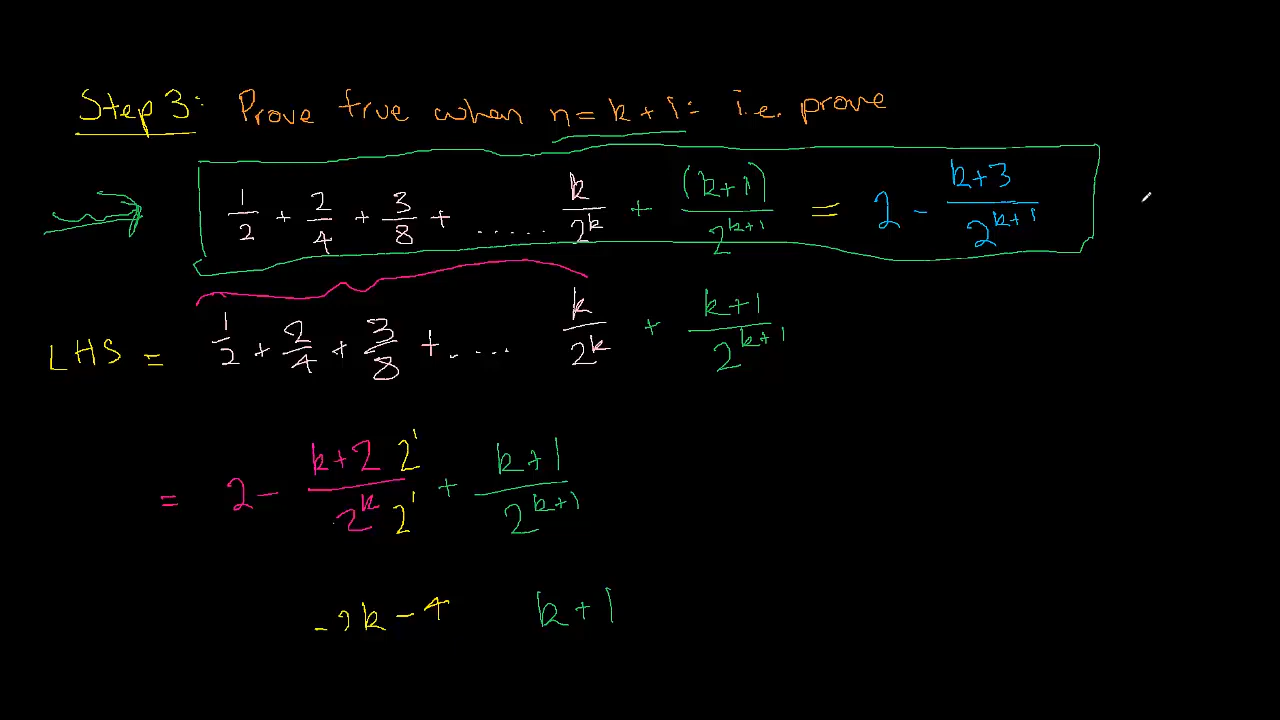 Step 3: Prove true when n = k + 1: i.e. prove
1/2 + 2/4 + 3/8 + ...... k/2^k + (k+1)/2^(k+1) = 2 - (k+3)/2^(k+1)
LHS = 1/2 + 2/4 + 3/8 + .... k/2^k + (k+1)/2^(k+1)
= 2 - (k+2 2^1)/(2^k 2^1) + (k+1)/2^(k+1)
-2k - 4 k + 1